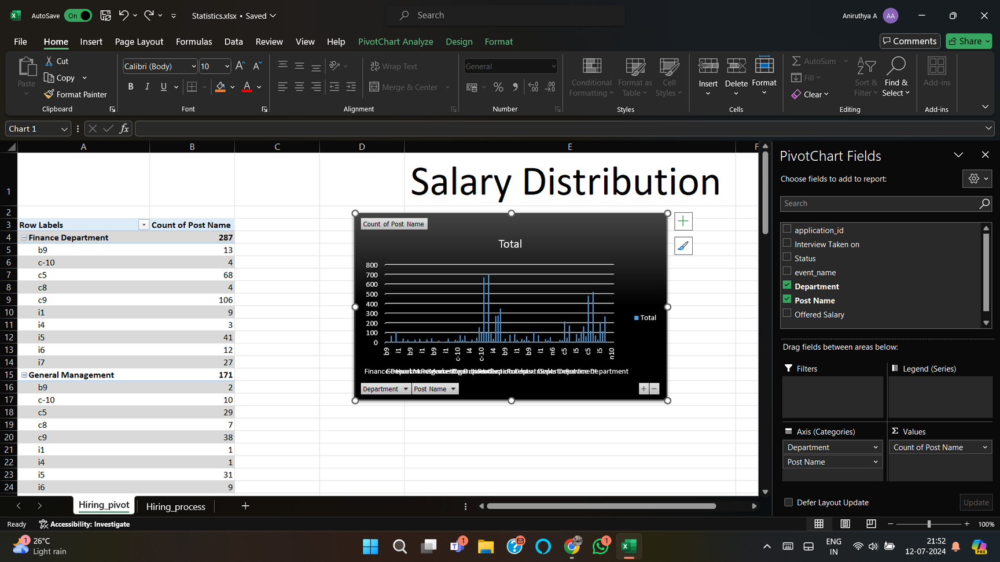 AutoSave On Statistics.xlsx • Saved Search Aniruthya A AA
File Home Insert Page Layout Formulas Data Review View Help PivotChart Analyze Design Format Comments Share
Paste Cut Copy Format Painter Clipboard
Calibri (Body) 10 A A B I U A Font
Wrap Text Merge & Center Alignment
General % Number
Conditional Formatting Format as Table Cell Styles Styles
Insert Delete Format Cells
AutoSum Fill Clear Sort & Filter Find & Select Editing
Add-ins Add-ins
Chart 1 fx
A B C D E F
1 Salary Distribution
2
3 Row Labels Count of Post Name
4 Finance Department 287
5 b9 13
6 c-10 4
7 c5 68
8 c8 4
9 c9 106
10 i1 9
11 i4 3
12 i5 41
13 i6 12
14 i7 27
15 General Management 171
16 b9 2
17 c-10 10
18 c5 29
19 c8 7
20 c9 38
21 i1 1
22 i4 1
23 i5 31
24 i6 9
Count of Post Name
Total
800
700
600
500
400
300
200
100
0
b9 i1 b9 i1 b9 i1 c-10 i4 c-10 i4 b9 i1 b9 i1 n6 c5 i5 c5 i5 n10
Total
Department Post Name + −
PivotChart Fields
Choose fields to add to report:
Search
application_id
Interview Taken on
Status
event_name
Department
Post Name
Offered Salary
Drag fields between areas below:
Filters Legend (Series)
Axis (Categories) Σ Values
Department Count of Post Name
Post Name
Defer Layout Update Update
Hiring_pivot Hiring_process +
Ready Accessibility: Investigate 100%
1 26°C
Light rain
1 1
ENG
IN
21:52
12-07-2024
PRE